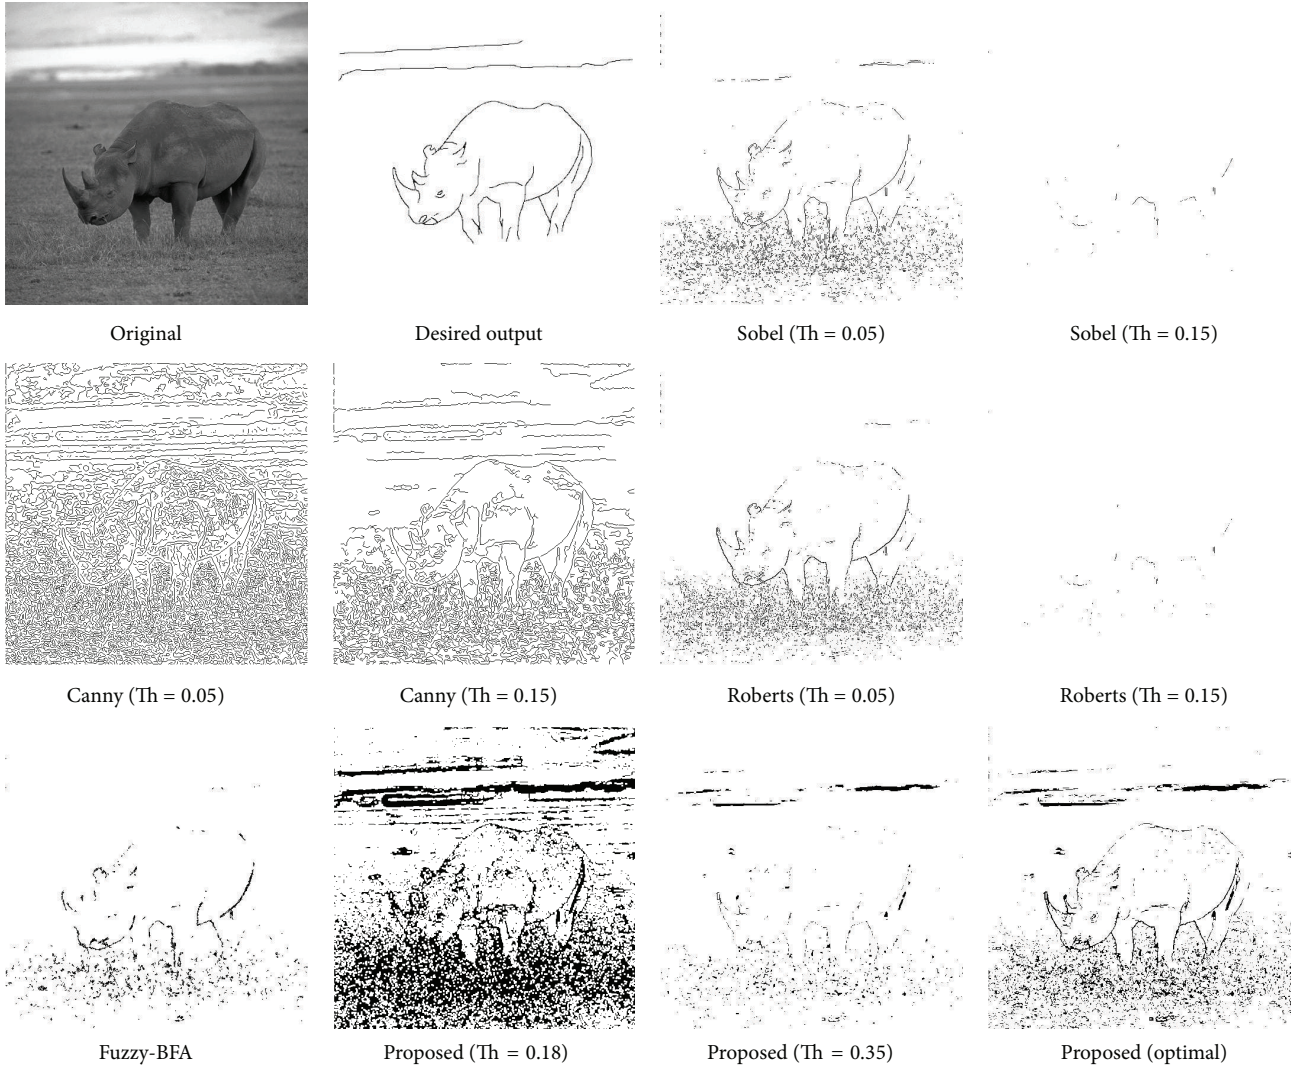 Original
Desired output
Sobel (Th = 0.05)
Sobel (Th = 0.15)
Canny (Th = 0.05)
Canny (Th = 0.15)
Roberts (Th = 0.05)
Roberts (Th = 0.15)
Fuzzy-BFA
Proposed (Th = 0.18)
Proposed (Th = 0.35)
Proposed (optimal)